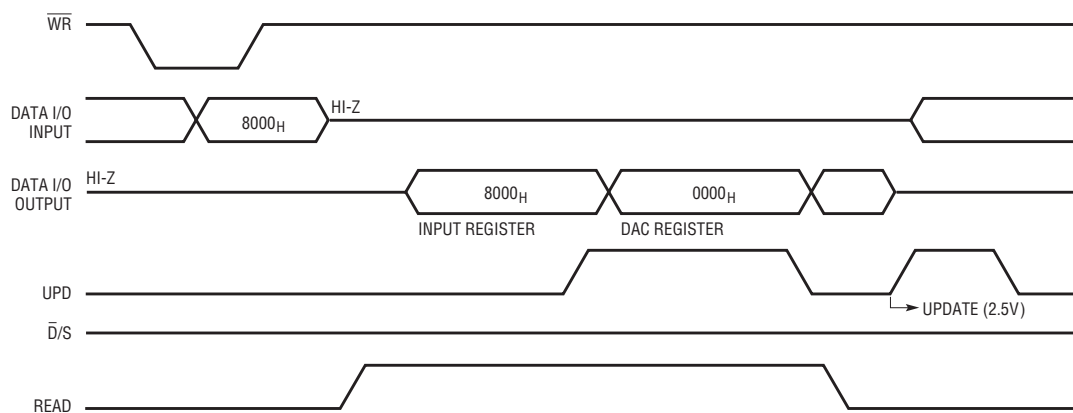 WR
DATA I/O
INPUT
8000H
HI-Z
DATA I/O
OUTPUT
HI-Z
8000H
0000H
INPUT REGISTER
DAC REGISTER
UPD
UPDATE (2.5V)
D̅/S
READ